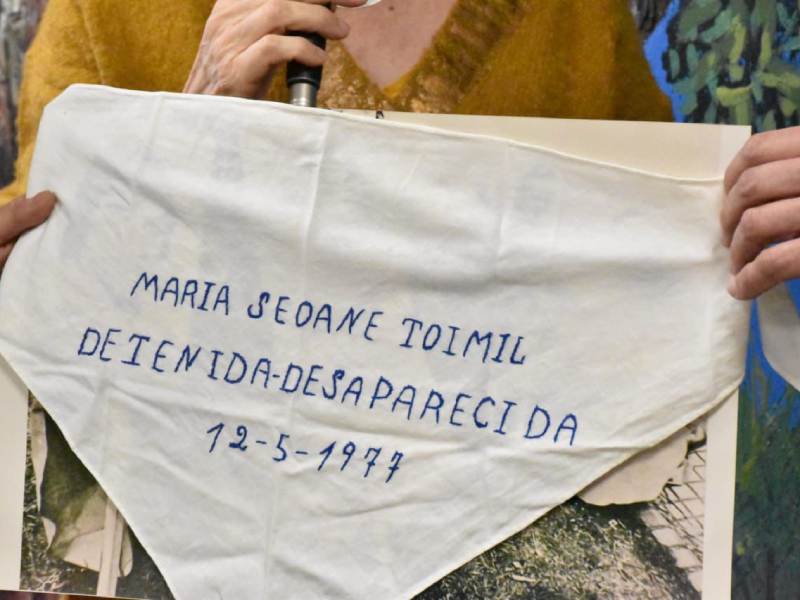 MARIA SEOANE TOIMIL
DETENIDA-DESAPARECIDA
12-5-1977